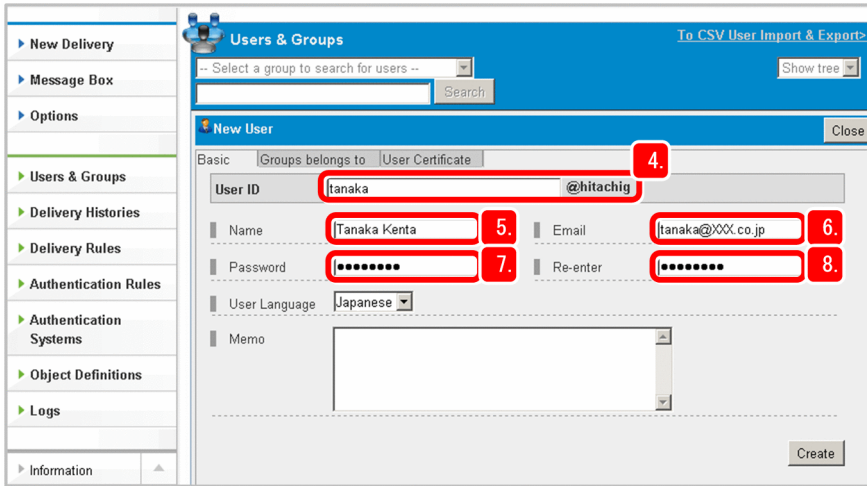 New Delivery
Message Box
Options
Users & Groups
Delivery Histories
Delivery Rules
Authentication Rules
Authentication
Systems
Object Definitions
Logs
Information
Users & Groups
To CSV User Import & Export>
-- Select a group to search for users --
Show tree
Search
New User
Close
Basic
Groups belongs to
User Certificate
4.
User ID
tanaka
@hitachig
Name
Tanaka Kenta
5.
Email
tanaka@XXX.co.jp
6.
Password
●●●●●●●●
7.
Re-enter
●●●●●●●●
8.
User Language
Japanese
Memo
Create